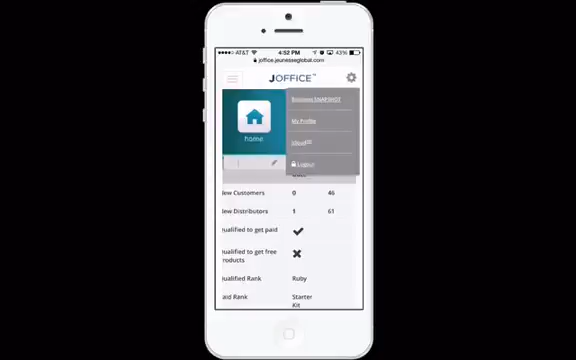 AT&T 4:52 PM 43%
joffice.jeunesseglobal.com
JOFFICE™
Business SNAPSHOT
My Profile
home
Logout
New Customers 0 46
New Distributors 1 61
Qualified to get paid
Qualified to get free
products
Qualified Rank Ruby
Paid Rank Starter
Kit